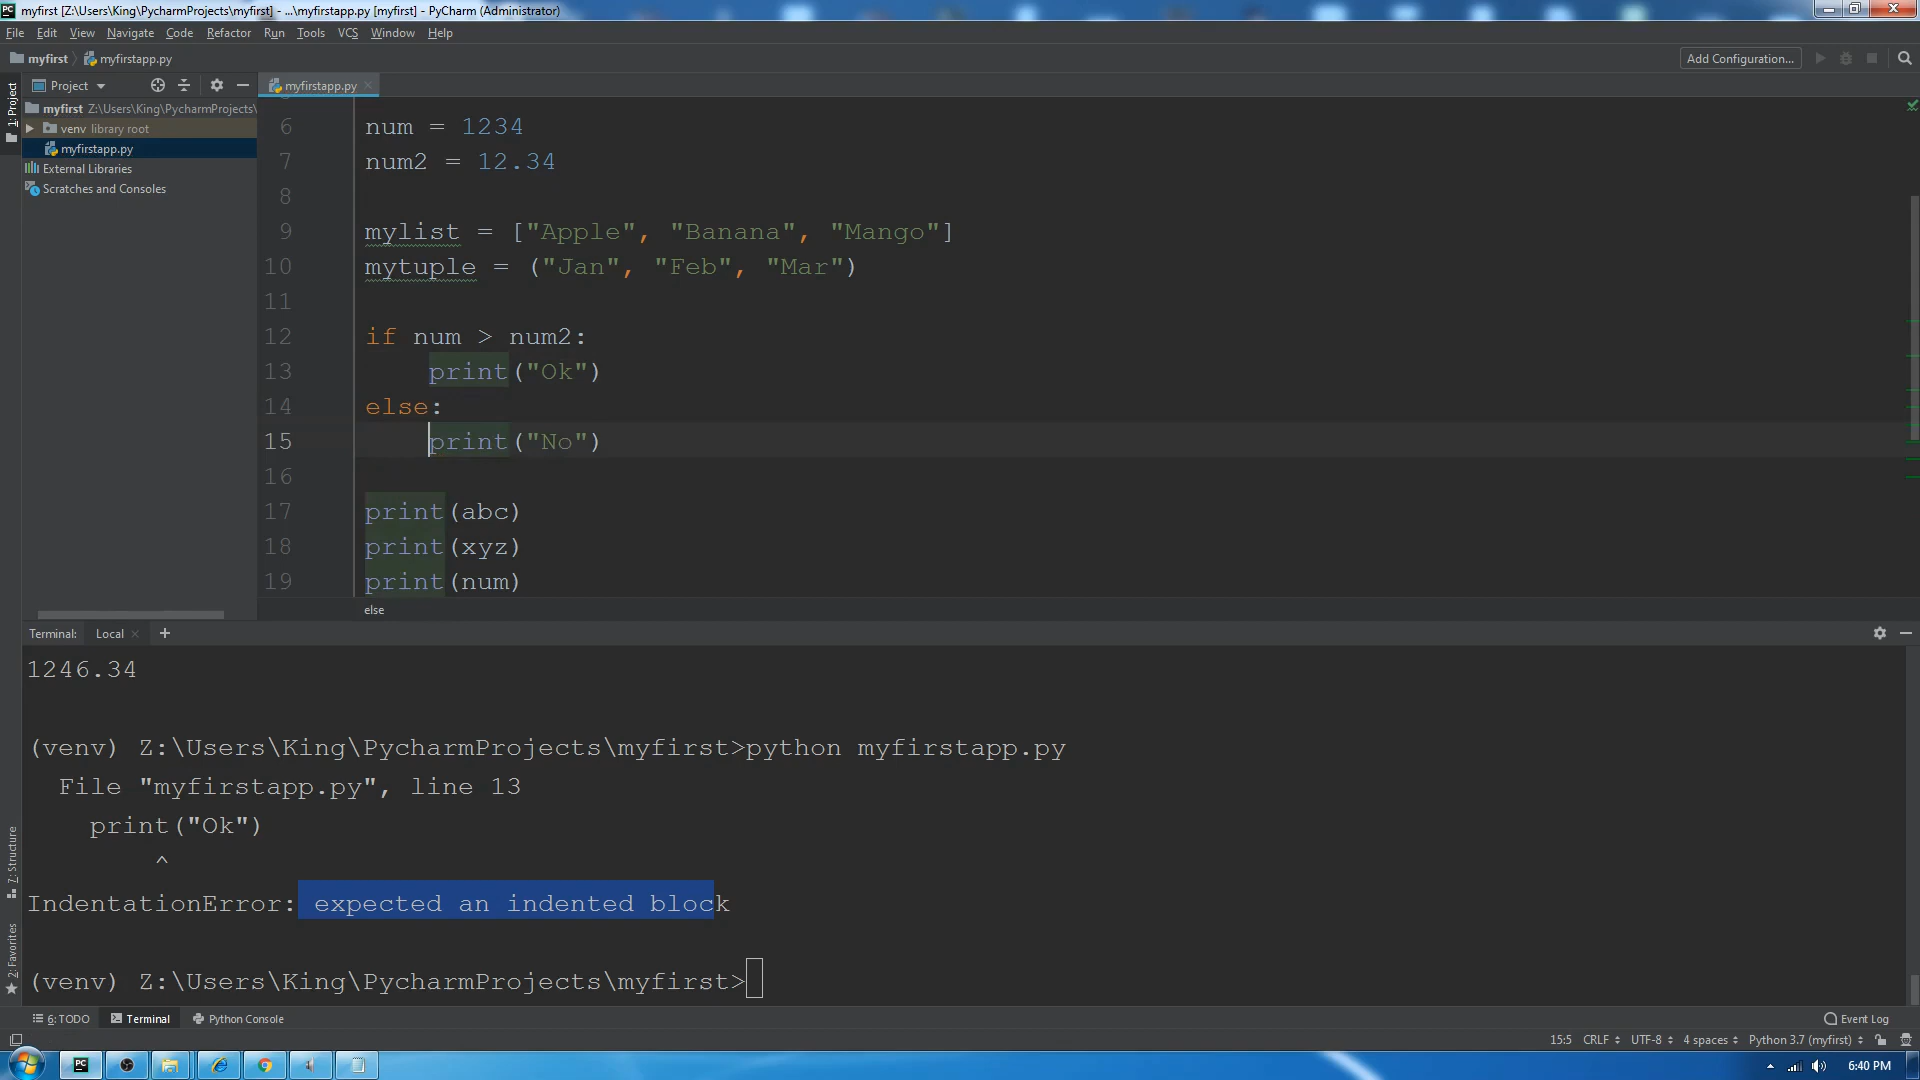 myfirst [Z:\Users\King\PycharmProjects\myfirst] - ...\myfirstapp.py [myfirst] - PyCharm (Administrator)
File Edit View Navigate Code Refactor Run Tools VCS Window Help
myfirst myfirstapp.py Add Configuration...
1: Project
Project
myfirst Z:\Users\King\PycharmProjects\
venv library root
myfirstapp.py
External Libraries
Scratches and Consoles
myfirstapp.py
6 num = 1234
7 num2 = 12.34
8
9 mylist = ["Apple", "Banana", "Mango"]
10 mytuple = ("Jan", "Feb", "Mar")
11
12 if num > num2:
13 print("Ok")
14 else:
15 print("No")
16
17 print(abc)
18 print(xyz)
19 print(num)
else
Terminal: Local +
1246.34
(venv) Z:\Users\King\PycharmProjects\myfirst>python myfirstapp.py
File "myfirstapp.py", line 13
print("Ok")
^
IndentationError: expected an indented block
(venv) Z:\Users\King\PycharmProjects\myfirst>
Z: Structure
2: Favorites
6: TODO Terminal Python Console Event Log
15:5 CRLF UTF-8 4 spaces Python 3.7 (myfirst)
6:40 PM